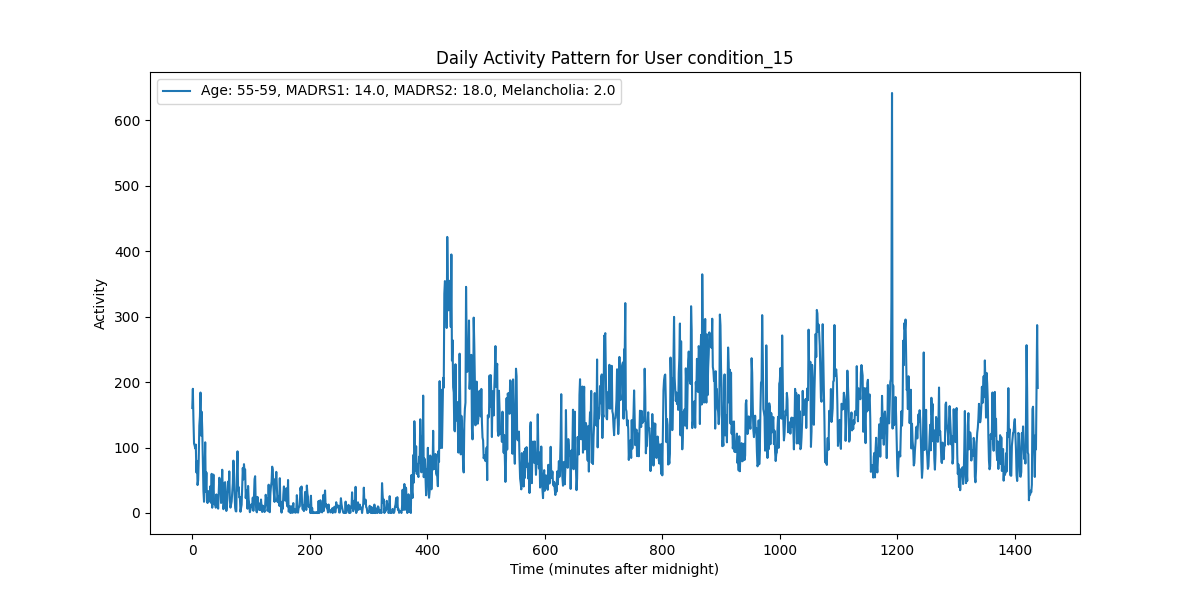 Daily Activity Pattern for User condition_15
Age: 55-59, MADRS1: 14.0, MADRS2: 18.0, Melancholia: 2.0
600
500
400
300
200
100
0
Activity
0 200 400 600 800 1000 1200 1400
Time (minutes after midnight)